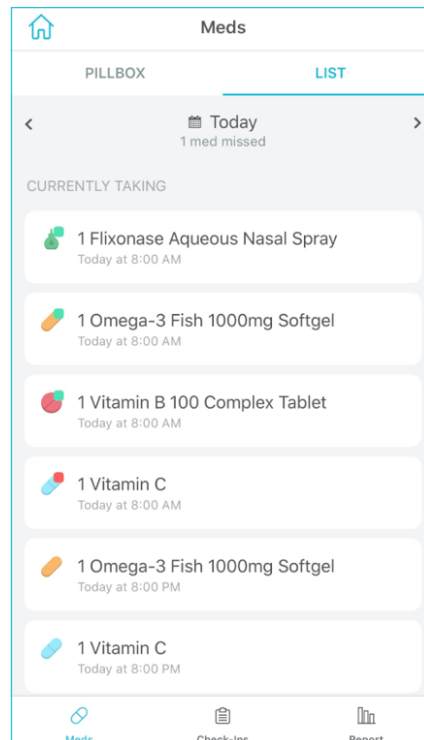 Meds
PILLBOX
LIST
Today
1 med missed
CURRENTLY TAKING
1 Flixonase Aqueous Nasal Spray
Today at 8:00 AM
1 Omega-3 Fish 1000mg Softgel
Today at 8:00 AM
1 Vitamin B 100 Complex Tablet
Today at 8:00 AM
1 Vitamin C
Today at 8:00 AM
1 Omega-3 Fish 1000mg Softgel
Today at 8:00 PM
1 Vitamin C
Today at 8:00 PM
Meds
Check-Ins
Report